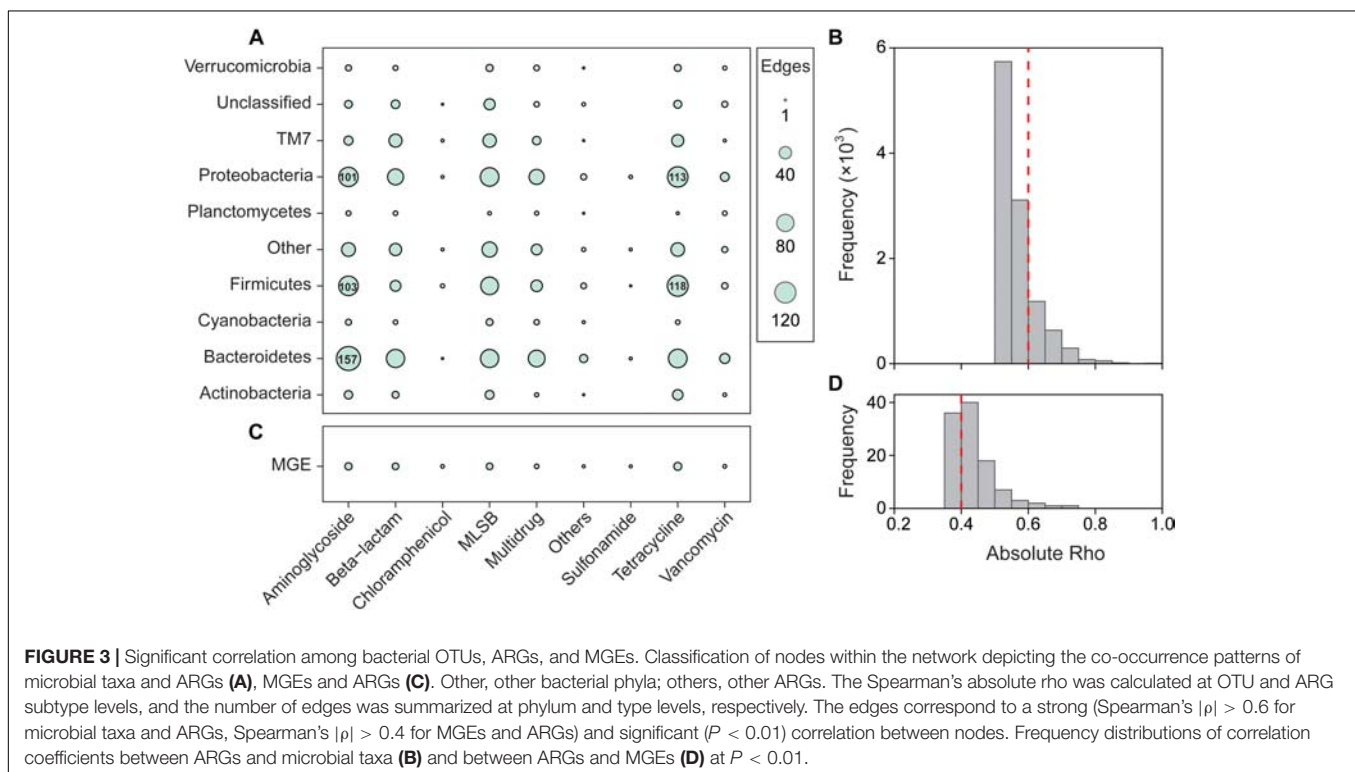 A
Verrucomicrobia
Unclassified
TM7
Proteobacteria
101
113
Planctomycetes
Other
Firmicutes
103
118
Cyanobacteria
Bacteroidetes
157
Actinobacteria
Edges
1
40
80
120
B
Frequency (×10³)
6
4
2
0
C
MGE
Aminoglycoside
Beta−lactam
Chloramphenicol
MLSB
Multidrug
Others
Sulfonamide
Tetracycline
Vancomycin
D
Frequency
40
20
0
0.2
0.4
0.6
0.8
1.0
Absolute Rho
FIGURE 3 | Significant correlation among bacterial OTUs, ARGs, and MGEs. Classification of nodes within the network depicting the co-occurrence patterns of
microbial taxa and ARGs (A), MGEs and ARGs (C). Other, other bacterial phyla; others, other ARGs. The Spearman's absolute rho was calculated at OTU and ARG
subtype levels, and the number of edges was summarized at phylum and type levels, respectively. The edges correspond to a strong (Spearman's |ρ| > 0.6 for
microbial taxa and ARGs, Spearman's |ρ| > 0.4 for MGEs and ARGs) and significant (P < 0.01) correlation between nodes. Frequency distributions of correlation
coefficients between ARGs and microbial taxa (B) and between ARGs and MGEs (D) at P < 0.01.